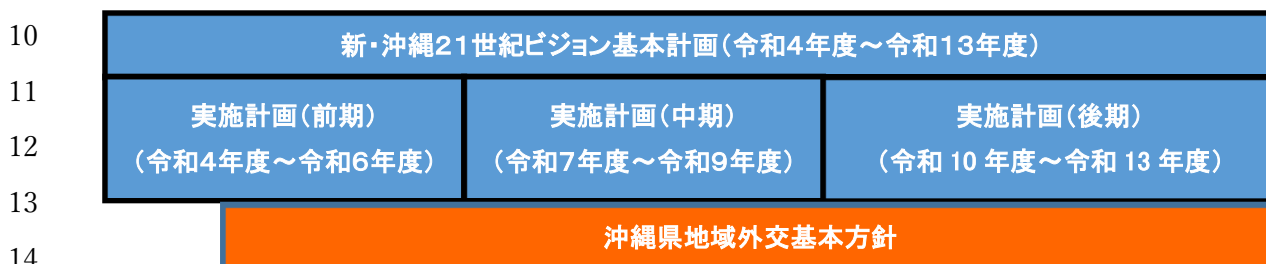 10
新・沖縄21世紀ビジョン基本計画(令和4年度~令和13年度)
11
実施計画(前期)
実施計画(中期)
実施計画(後期)
12
(令和4年度~令和6年度)
(令和7年度~令和9年度)
(令和 10 年度~令和 13 年度)
13
沖縄県地域外交基本方針
14